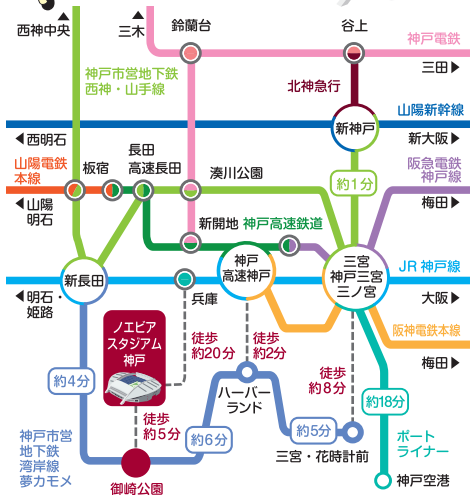 西神中央
三木
鈴蘭台
谷上
神戸電鉄
三田
神戸市営地下鉄
西神・山手線
北神急行
山陽新幹線
西明石
新神戸
新大阪
山陽電鉄
本線
板宿
長田
高速長田
湊川公園
約1分
阪急電鉄
神戸線
梅田
山陽
明石
新開地
神戸高速鉄道
新長田
神戸
高速神戸
三宮
神戸三宮
三ノ宮
JR 神戸線
明石・
姫路
兵庫
大阪
ノエビア
スタジアム
神戸
徒歩
約20分
徒歩
約2分
阪神電鉄本線
梅田
約4分
徒歩
約8分
ハーバー
ランド
約18分
徒歩
約5分
約6分
約5分
神戸市営
地下鉄
湾岸線
夢カモメ
三宮・花時計前
ポート
ライナー
御崎公園
神戸空港